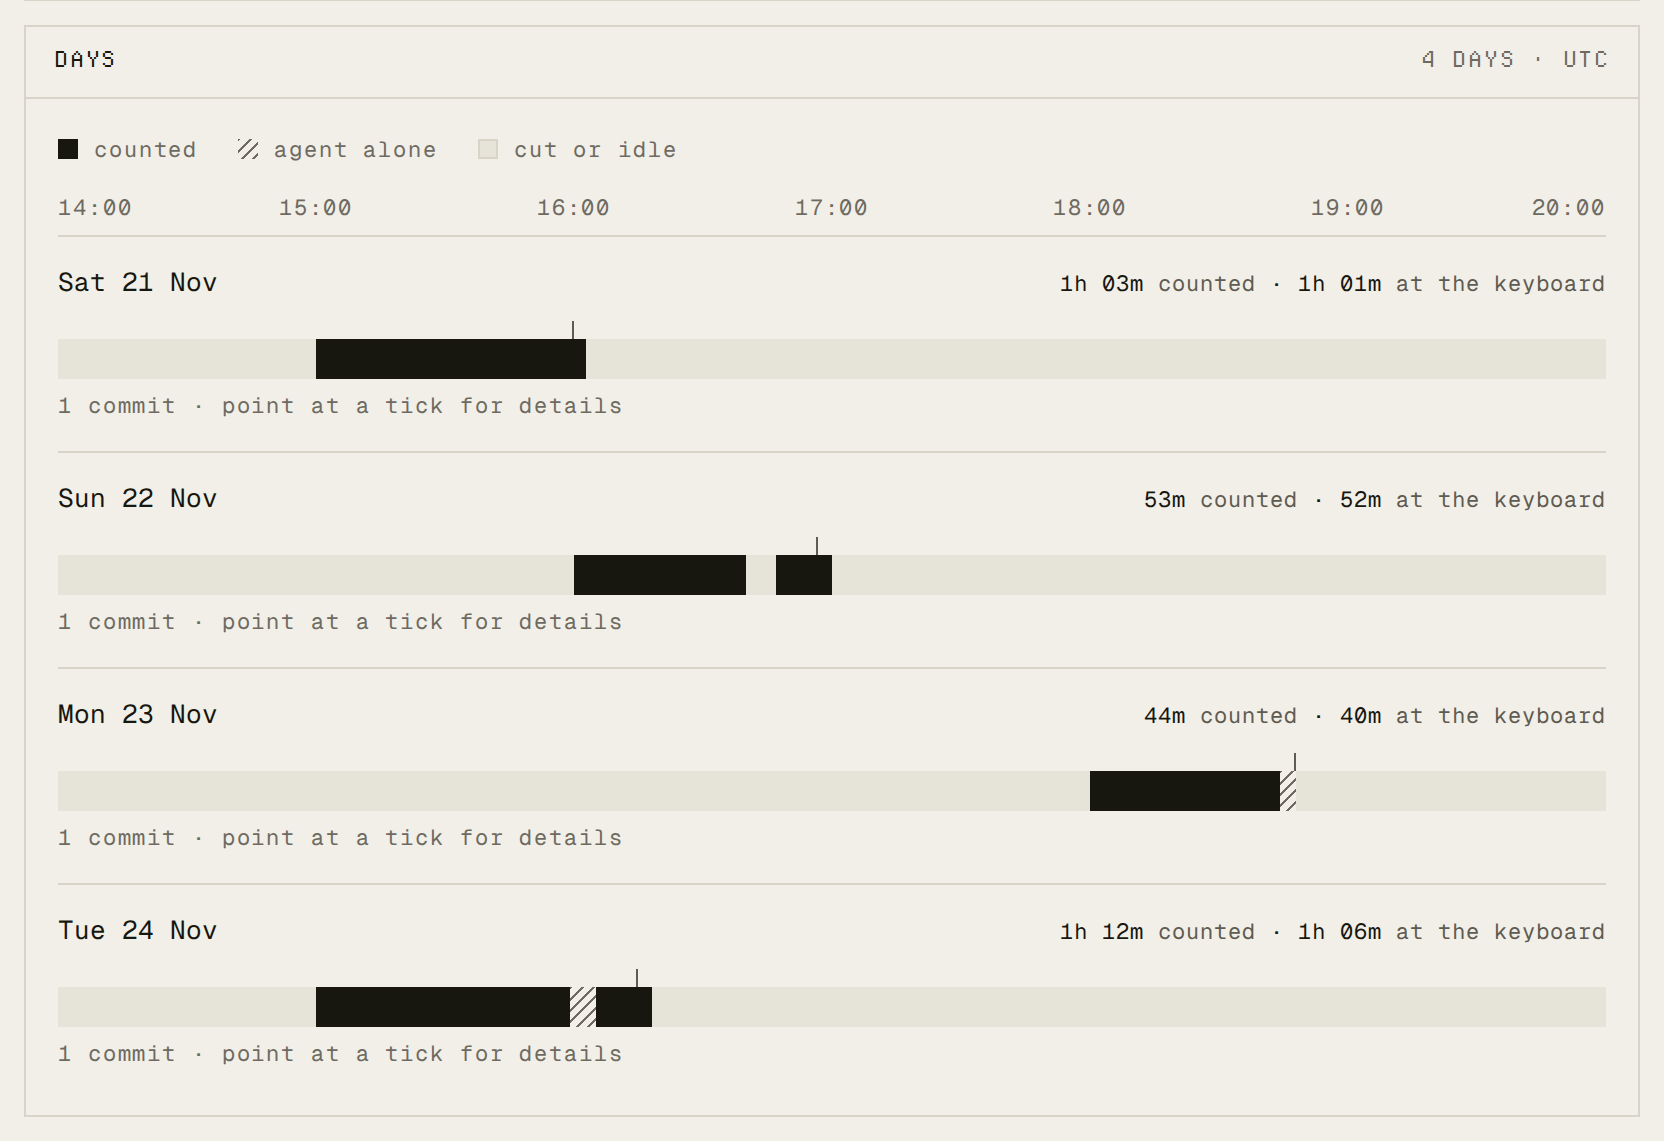 DAYS 4 DAYS · UTC
counted agent alone cut or idle
14:00 15:00 16:00 17:00 18:00 19:00 20:00
Sat 21 Nov 1h 03m counted · 1h 01m at the keyboard
1 commit · point at a tick for details
Sun 22 Nov 53m counted · 52m at the keyboard
1 commit · point at a tick for details
Mon 23 Nov 44m counted · 40m at the keyboard
1 commit · point at a tick for details
Tue 24 Nov 1h 12m counted · 1h 06m at the keyboard
1 commit · point at a tick for details